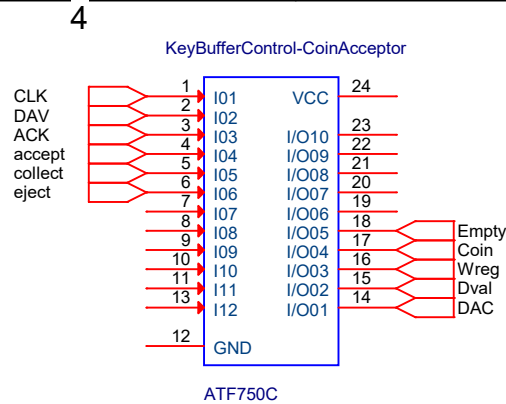 4
KeyBufferControl-CoinAcceptor
CLK 1 I01 VCC 24
DAV 2 I02
ACK 3 I03 I/O10 23
accept 4 I04 I/O09 22
collect 5 I05 I/O08 21
eject 6 I06 I/O07 20
7 I07 I/O06 19
8 I08 I/O05 18 Empty
9 I09 I/O04 17 Coin
10 I10 I/O03 16 Wreg
11 I11 I/O02 15 Dval
13 I12 I/O01 14 DAC
12 GND
ATF750C